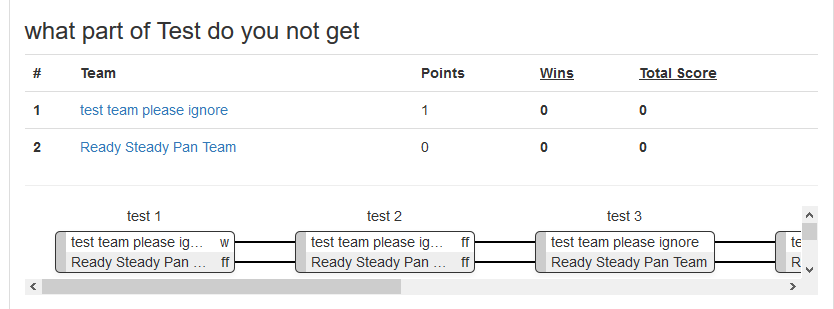 what part of Test do you not get
# Team Points Wins Total Score
1 test team please ignore 1 0 0
2 Ready Steady Pan Team 0 0 0
test 1 test 2 test 3
test team please ig... w test team please ig... ff test team please ignore te
Ready Steady Pan ... ff Ready Steady Pan ... ff Ready Steady Pan Team R